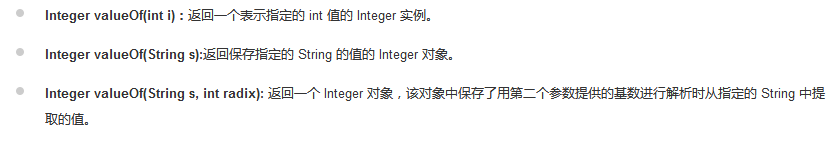 Integer valueOf(int i)：返回一个表示指定的 int 值的 Integer 实例。
Integer valueOf(String s):返回保存指定的 String 的值的 Integer 对象。
Integer valueOf(String s, int radix): 返回一个 Integer 对象，该对象中保存了用第二个参数提供的基数进行解析时从指定的 String 中提
取的值。